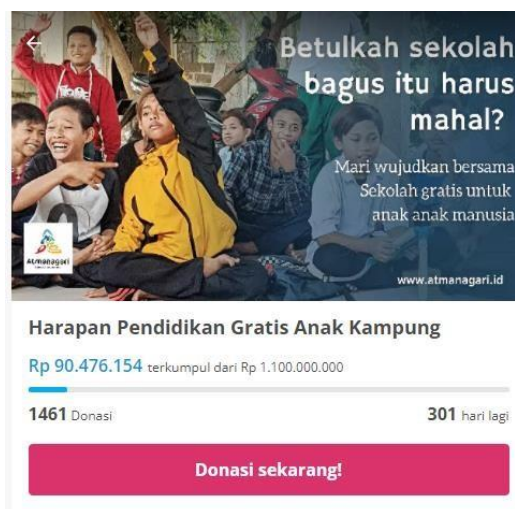 Betulkah sekolah
bagus itu harus
mahal?
Mari wujudkan bersama
Sekolah gratis untuk
anak anak manusia
Atmanagari
www.atmanagari.id
Harapan Pendidikan Gratis Anak Kampung
Rp 90.476.154 terkumpul dari Rp 1.100.000.000
1461 Donasi 301 hari lagi
Donasi sekarang!